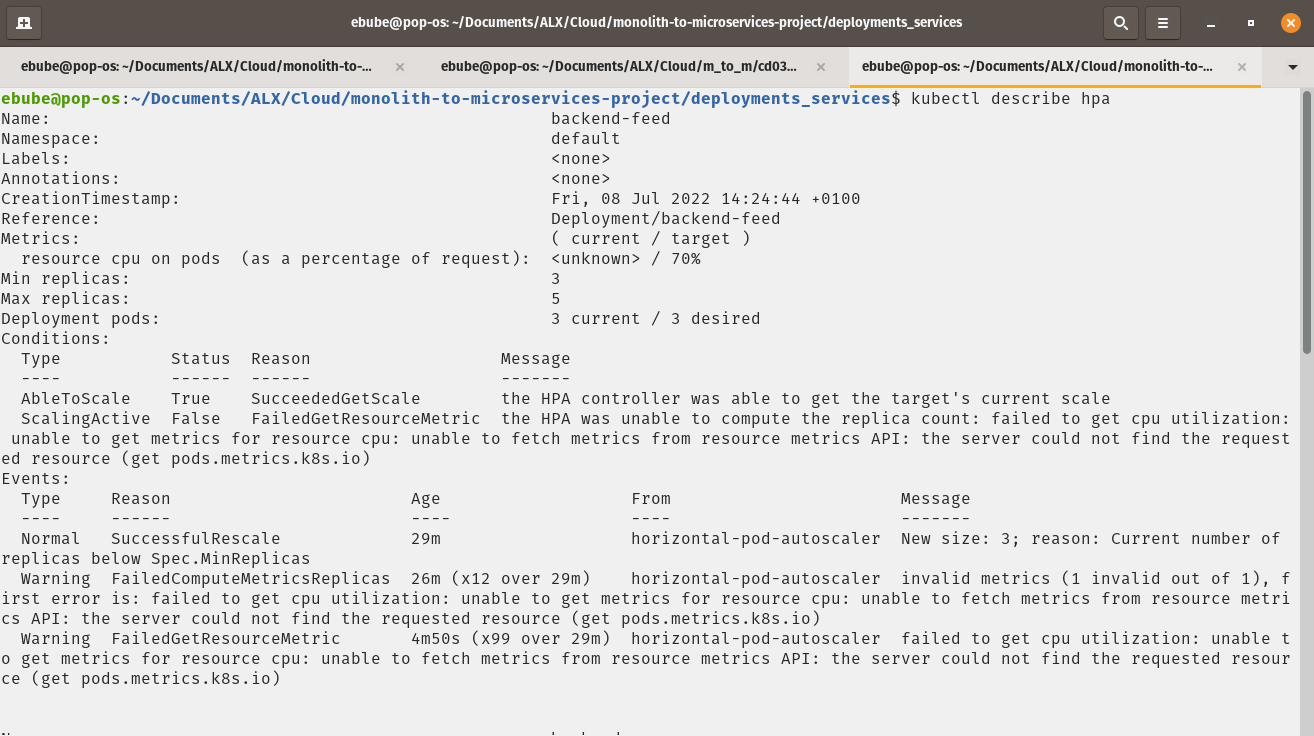 ebube@pop-os: ~/Documents/ALX/Cloud/monolith-to-microservices-project/deployments_services
ebube@pop-os: ~/Documents/ALX/Cloud/monolith-to-...
ebube@pop-os: ~/Documents/ALX/Cloud/m_to_m/cd03...
ebube@pop-os: ~/Documents/ALX/Cloud/monolith-to-...
ebube@pop-os:~/Documents/ALX/Cloud/monolith-to-microservices-project/deployments_services$ kubectl describe hpa
Name: backend-feed
Namespace: default
Labels: <none>
Annotations: <none>
CreationTimestamp: Fri, 08 Jul 2022 14:24:44 +0100
Reference: Deployment/backend-feed
Metrics: ( current / target )
resource cpu on pods (as a percentage of request): <unknown> / 70%
Min replicas: 3
Max replicas: 5
Deployment pods: 3 current / 3 desired
Conditions:
Type Status Reason Message
---- ------ ------ -------
AbleToScale True SucceededGetScale the HPA controller was able to get the target's current scale
ScalingActive False FailedGetResourceMetric the HPA was unable to compute the replica count: failed to get cpu utilization:
unable to get metrics for resource cpu: unable to fetch metrics from resource metrics API: the server could not find the request
ed resource (get pods.metrics.k8s.io)
Events:
Type Reason Age From Message
---- ------ ---- ---- -------
Normal SuccessfulRescale 29m horizontal-pod-autoscaler New size: 3; reason: Current number of
replicas below Spec.MinReplicas
Warning FailedComputeMetricsReplicas 26m (x12 over 29m) horizontal-pod-autoscaler invalid metrics (1 invalid out of 1), f
irst error is: failed to get cpu utilization: unable to get metrics for resource cpu: unable to fetch metrics from resource metri
cs API: the server could not find the requested resource (get pods.metrics.k8s.io)
Warning FailedGetResourceMetric 4m50s (x99 over 29m) horizontal-pod-autoscaler failed to get cpu utilization: unable t
o get metrics for resource cpu: unable to fetch metrics from resource metrics API: the server could not find the requested resour
ce (get pods.metrics.k8s.io)